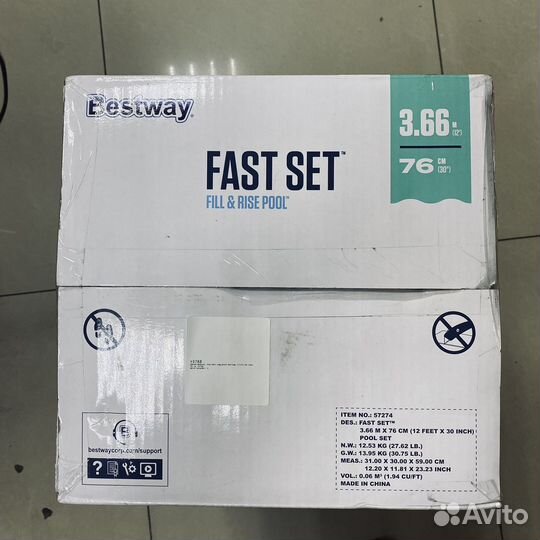 Bestway
3.66 M (12')
76 CM (30")
FAST SET™
FILL & RISE POOL™
bestwaycorp.com/support
ITEM NO.: 57274
DES.: FAST SET™
3.66 M X 76 CM (12 FEET X 30 INCH)
POOL SET
N.W.: 12.53 KG (27.62 LB.)
G.W.: 13.95 KG (30.75 LB.)
MEAS.: 31.00 X 30.00 X 59.00 CM
12.20 X 11.81 X 23.23 INCH
VOL.: 0.06 M³ (1.94 CU/FT)
MADE IN CHINA
Avito